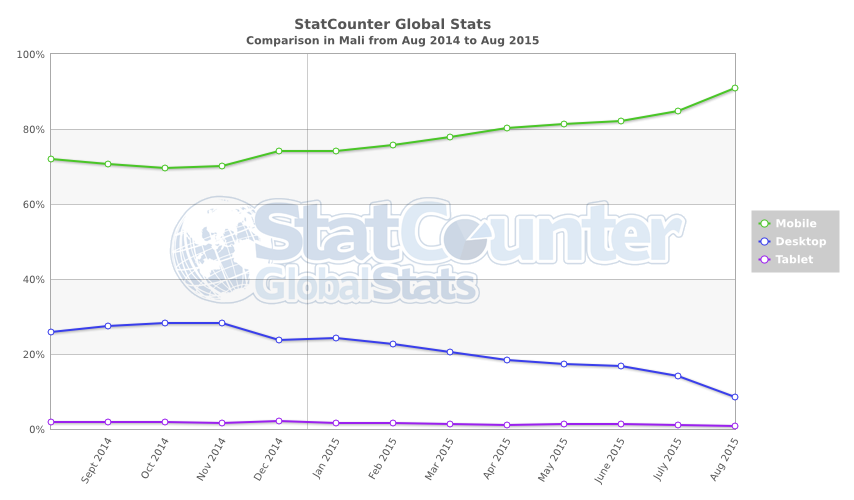 StatCounter Global Stats
Comparison in Mali from Aug 2014 to Aug 2015
100%
80%
60%
40%
20%
0%
StatCounter
GlobalStats
Mobile
Desktop
Tablet
Sept 2014
Oct 2014
Nov 2014
Dec 2014
Jan 2015
Feb 2015
Mar 2015
Apr 2015
May 2015
June 2015
July 2015
Aug 2015